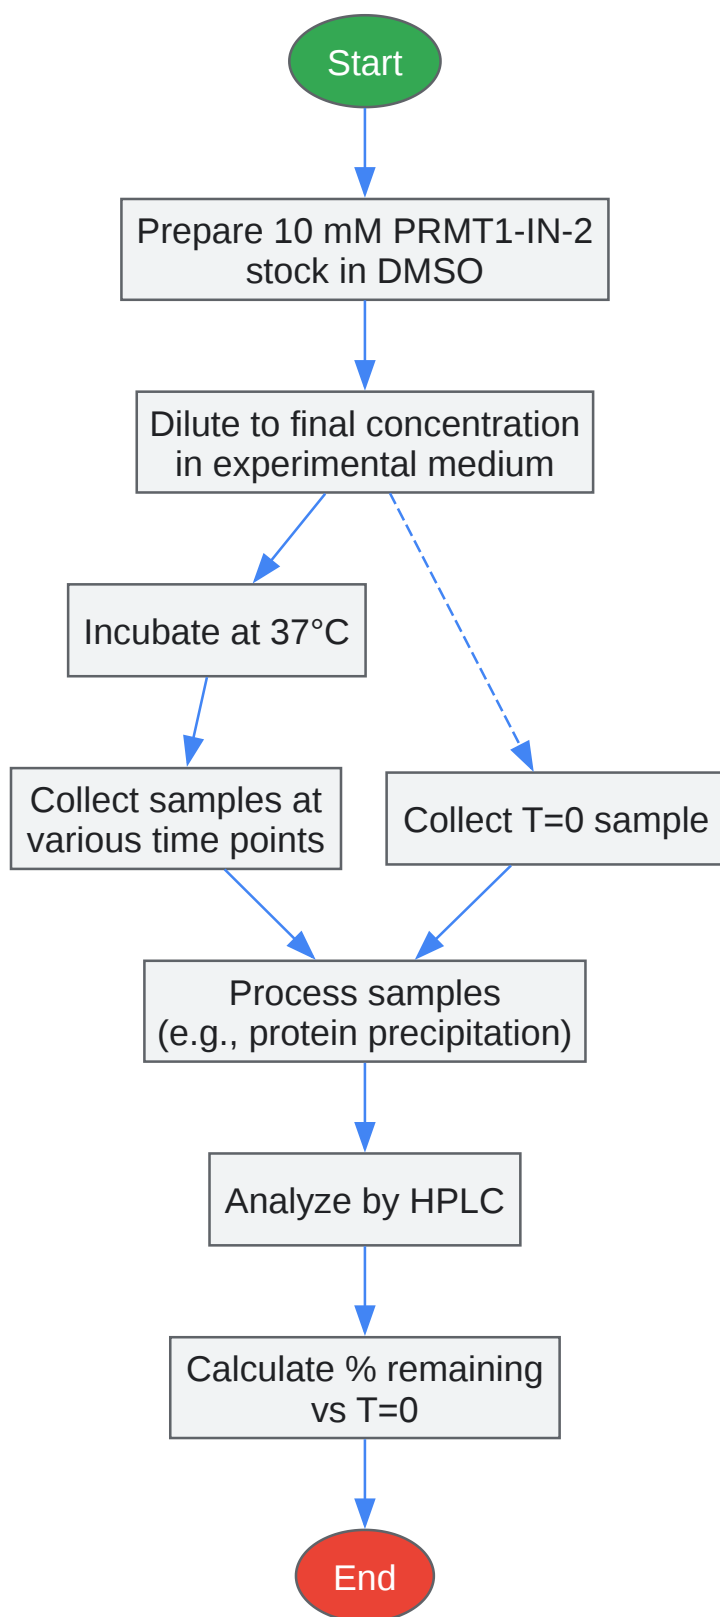 Start
Prepare 10 mM PRMT1-IN-2
stock in DMSO
Dilute to final concentration
in experimental medium
Incubate at 37°C
Collect samples at
various time points
Collect T=0 sample
Process samples
(e.g., protein precipitation)
Analyze by HPLC
Calculate % remaining
vs T=0
End